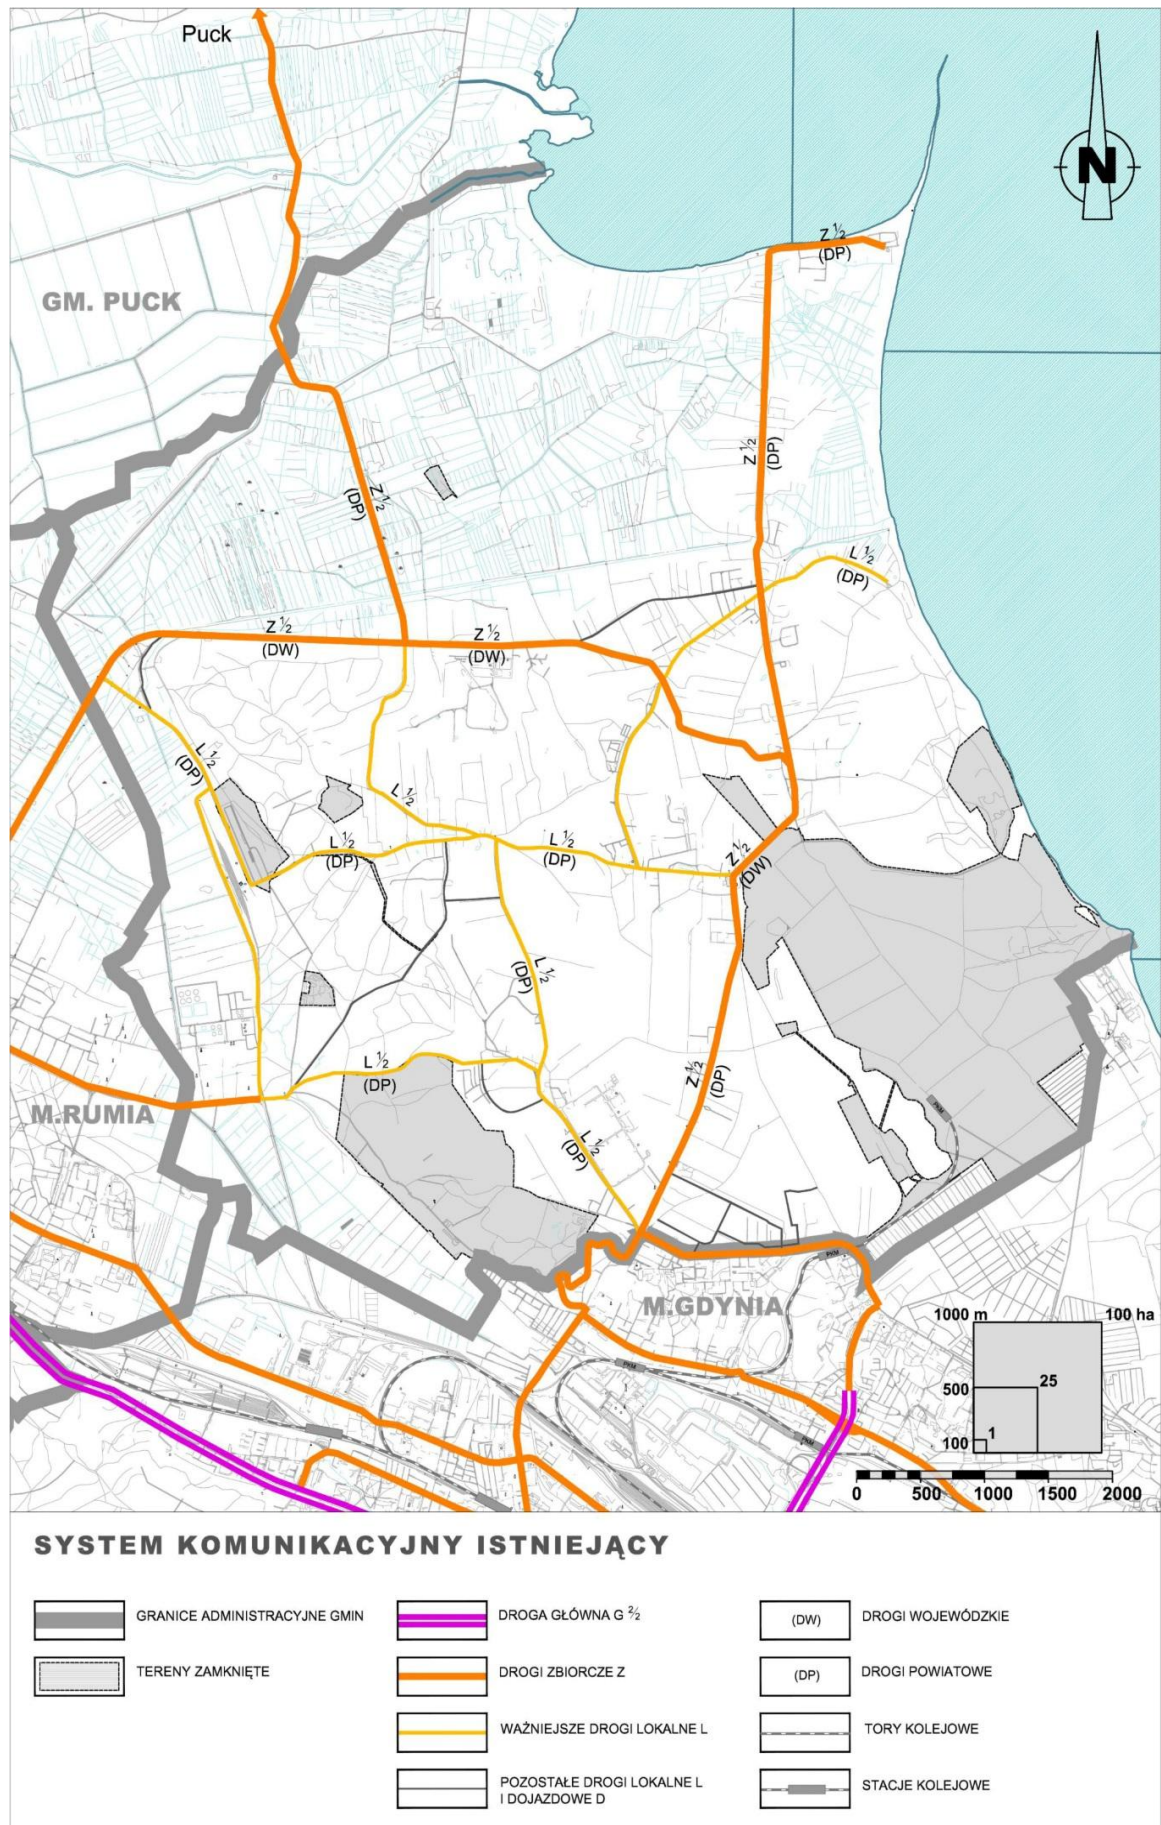 Puck
N
Z ½
(DP)
GM. PUCK
Z ½
(DP)
Z ½
(DP)
L ½
(DP)
Z ½
(DW)
Z ½
(DW)
L ½
(DP)
L ½
L ½
(DP)
L ½
(DP)
Z ½
(DW)
L ½
(DP)
L ½
(DP)
Z ½
(DP)
M.RUMIA
PKM
L ½
(DP)
PKM
M.GDYNIA
1000 m
100 ha
500
25
100
1
PKM
PKM
0
500
1000
1500
2000
SYSTEM KOMUNIKACYJNY ISTNIEJĄCY
GRANICE ADMINISTRACYJNE GMIN
TERENY ZAMKNIĘTE
DROGA GŁÓWNA G ²⁄₂
DROGI ZBIORCZE Z
WAŻNIEJSZE DROGI LOKALNE L
POZOSTAŁE DROGI LOKALNE L
I DOJAZDOWE D
(DW)
DROGI WOJEWÓDZKIE
(DP)
DROGI POWIATOWE
TORY KOLEJOWE
STACJE KOLEJOWE